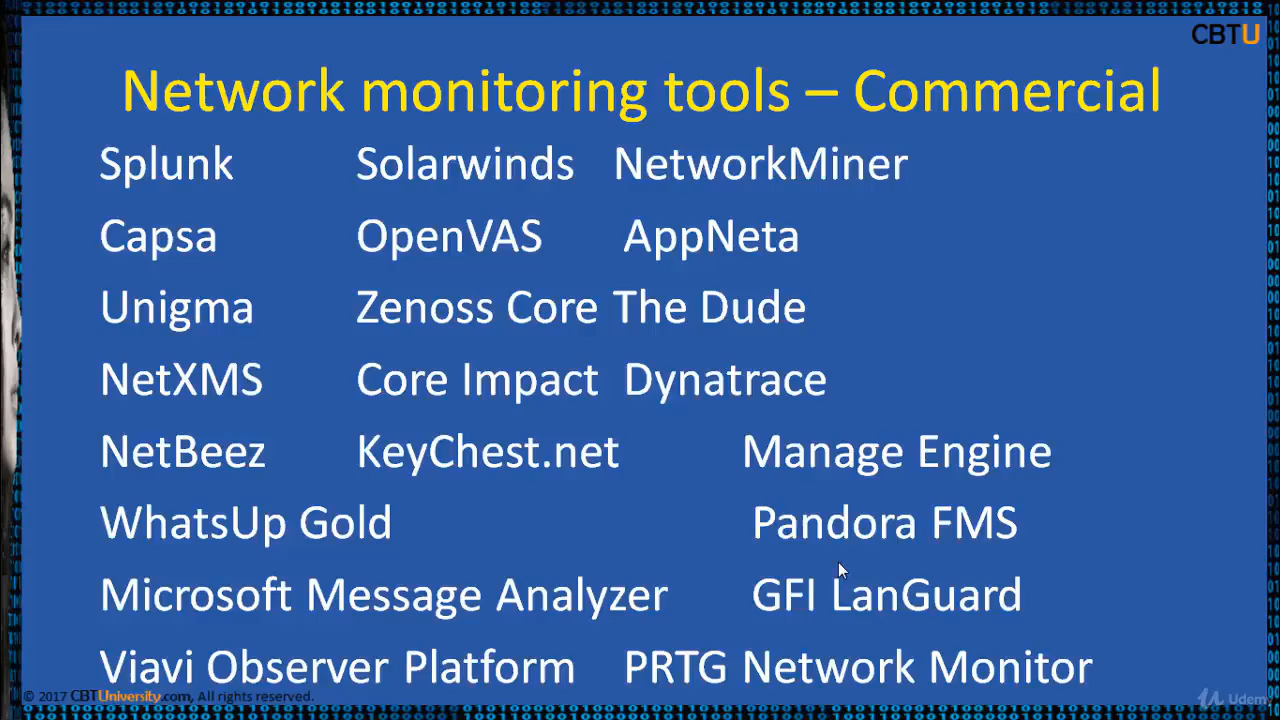 CBTU
Network monitoring tools – Commercial
Splunk Solarwinds NetworkMiner
Capsa OpenVAS AppNeta
Unigma Zenoss Core The Dude
NetXMS Core Impact Dynatrace
NetBeez KeyChest.net Manage Engine
WhatsUp Gold Pandora FMS
Microsoft Message Analyzer GFI LanGuard
Viavi Observer Platform PRTG Network Monitor
© 2017 CBTUniversity.com, All rights reserved.
Udemy